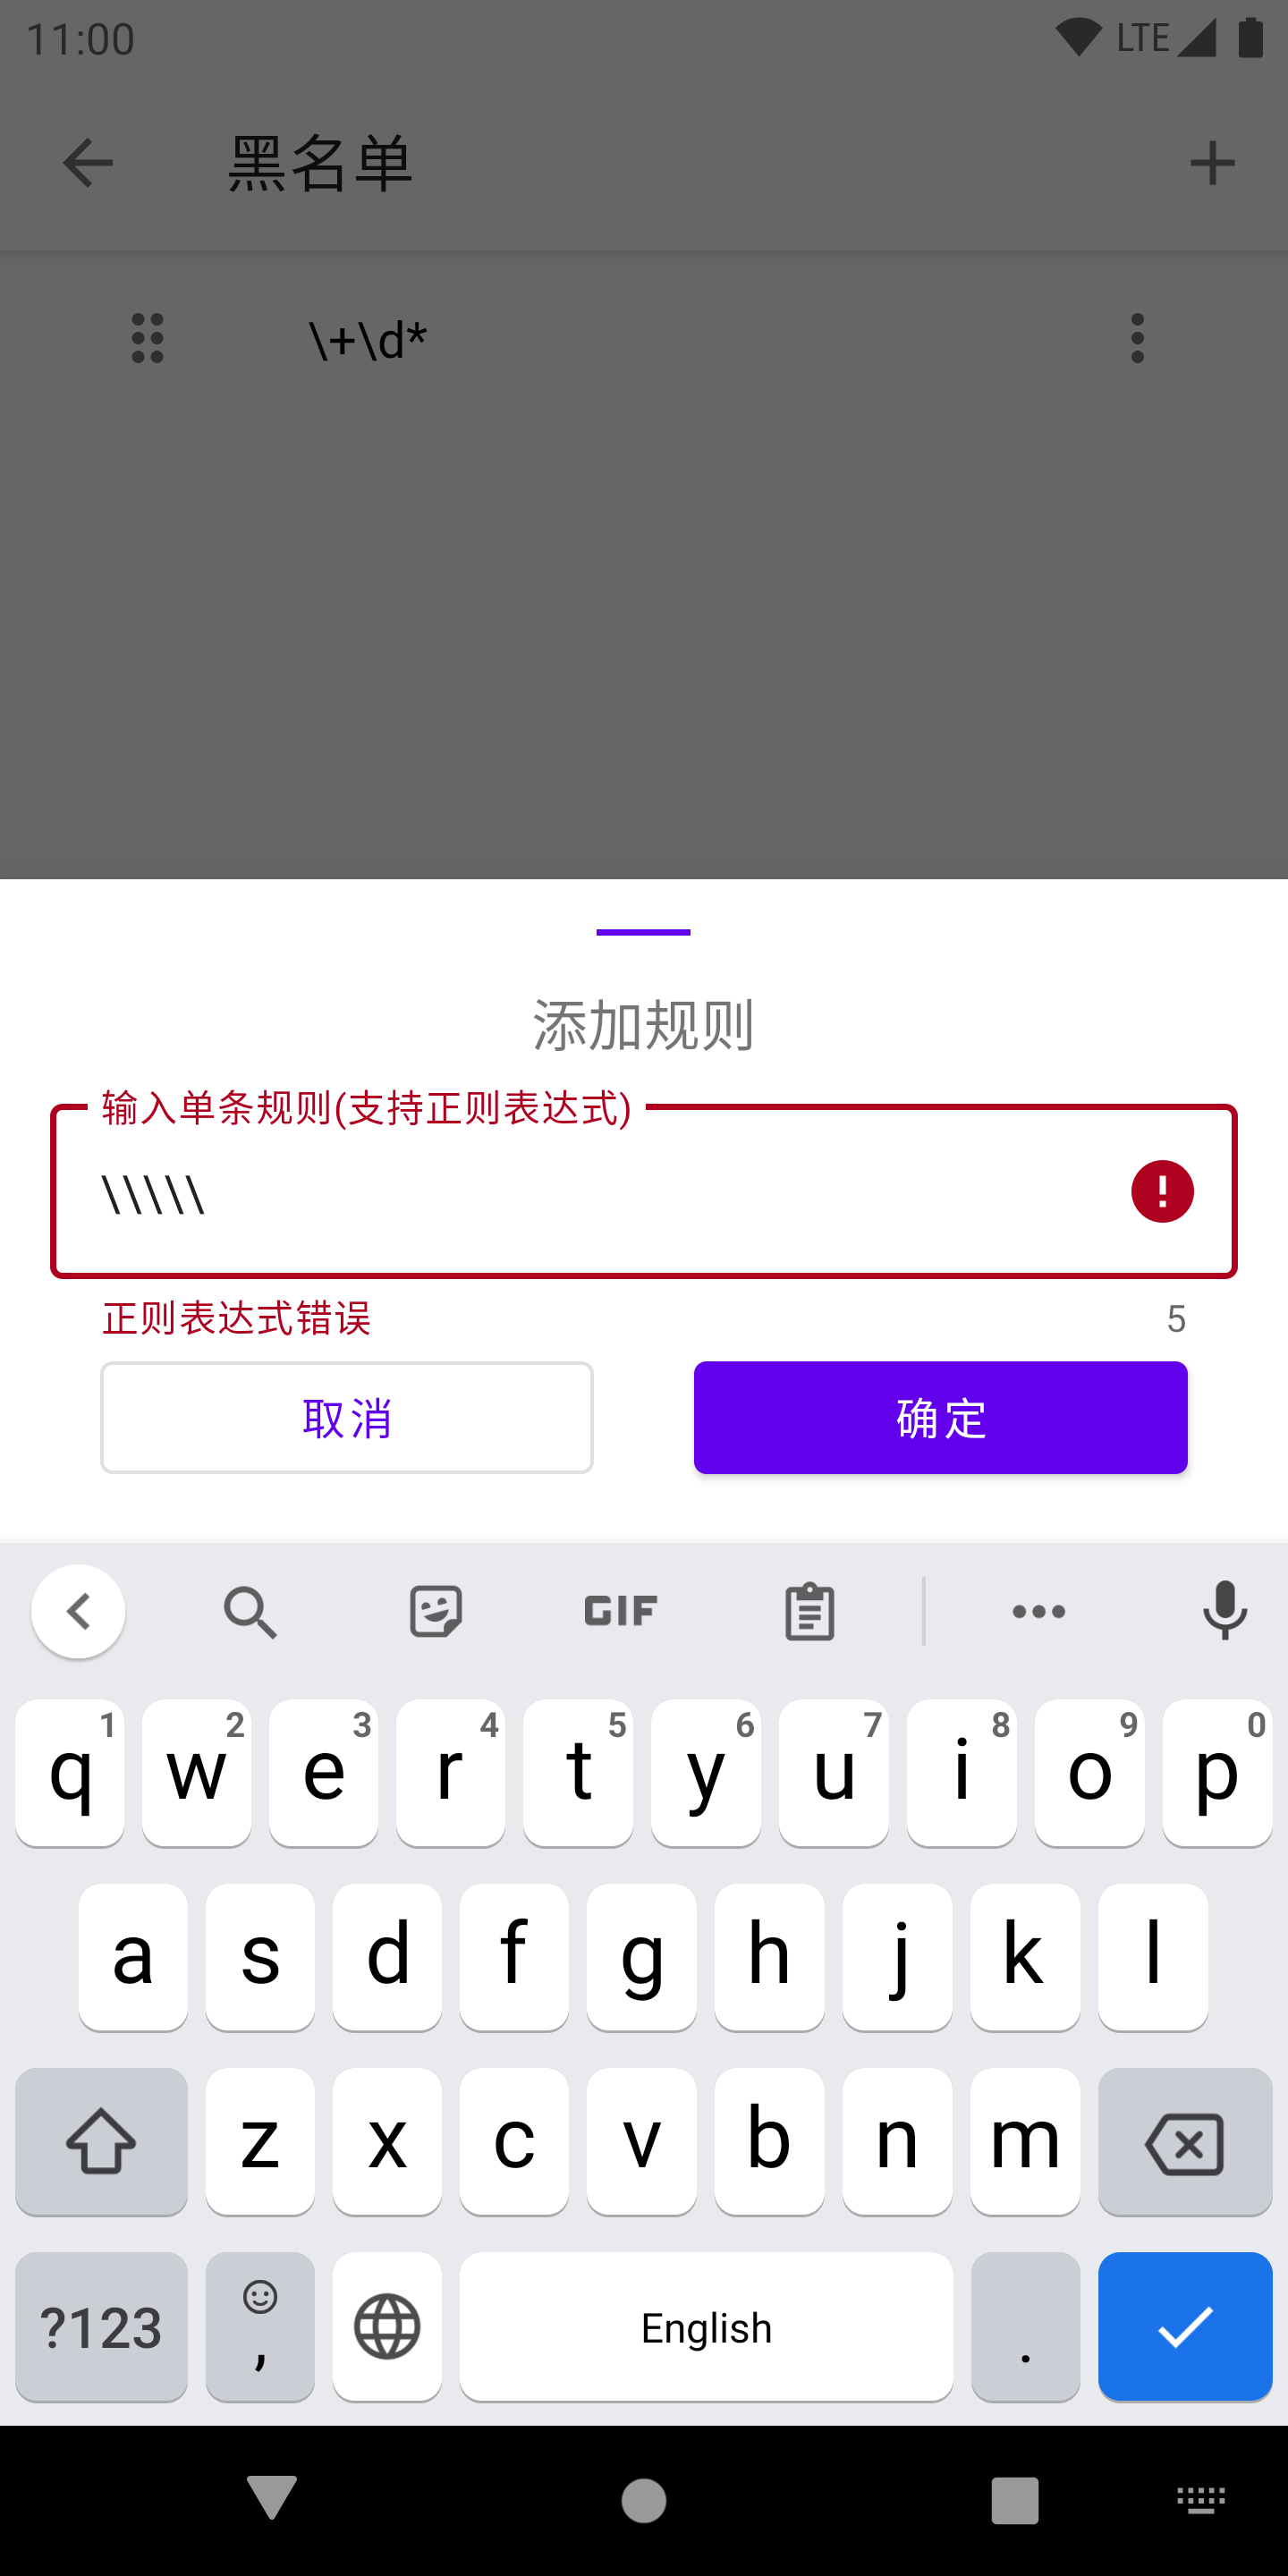 11:00 LTE
黑名单
\+\d*
添加规则
输入单条规则(支持正则表达式)
\\\\\
正则表达式错误 5
取消 确定
GIF
1 2 3 4 5 6 7 8 9 0
q w e r t y u i o p
a s d f g h j k l
z x c v b n m
?123 , English .